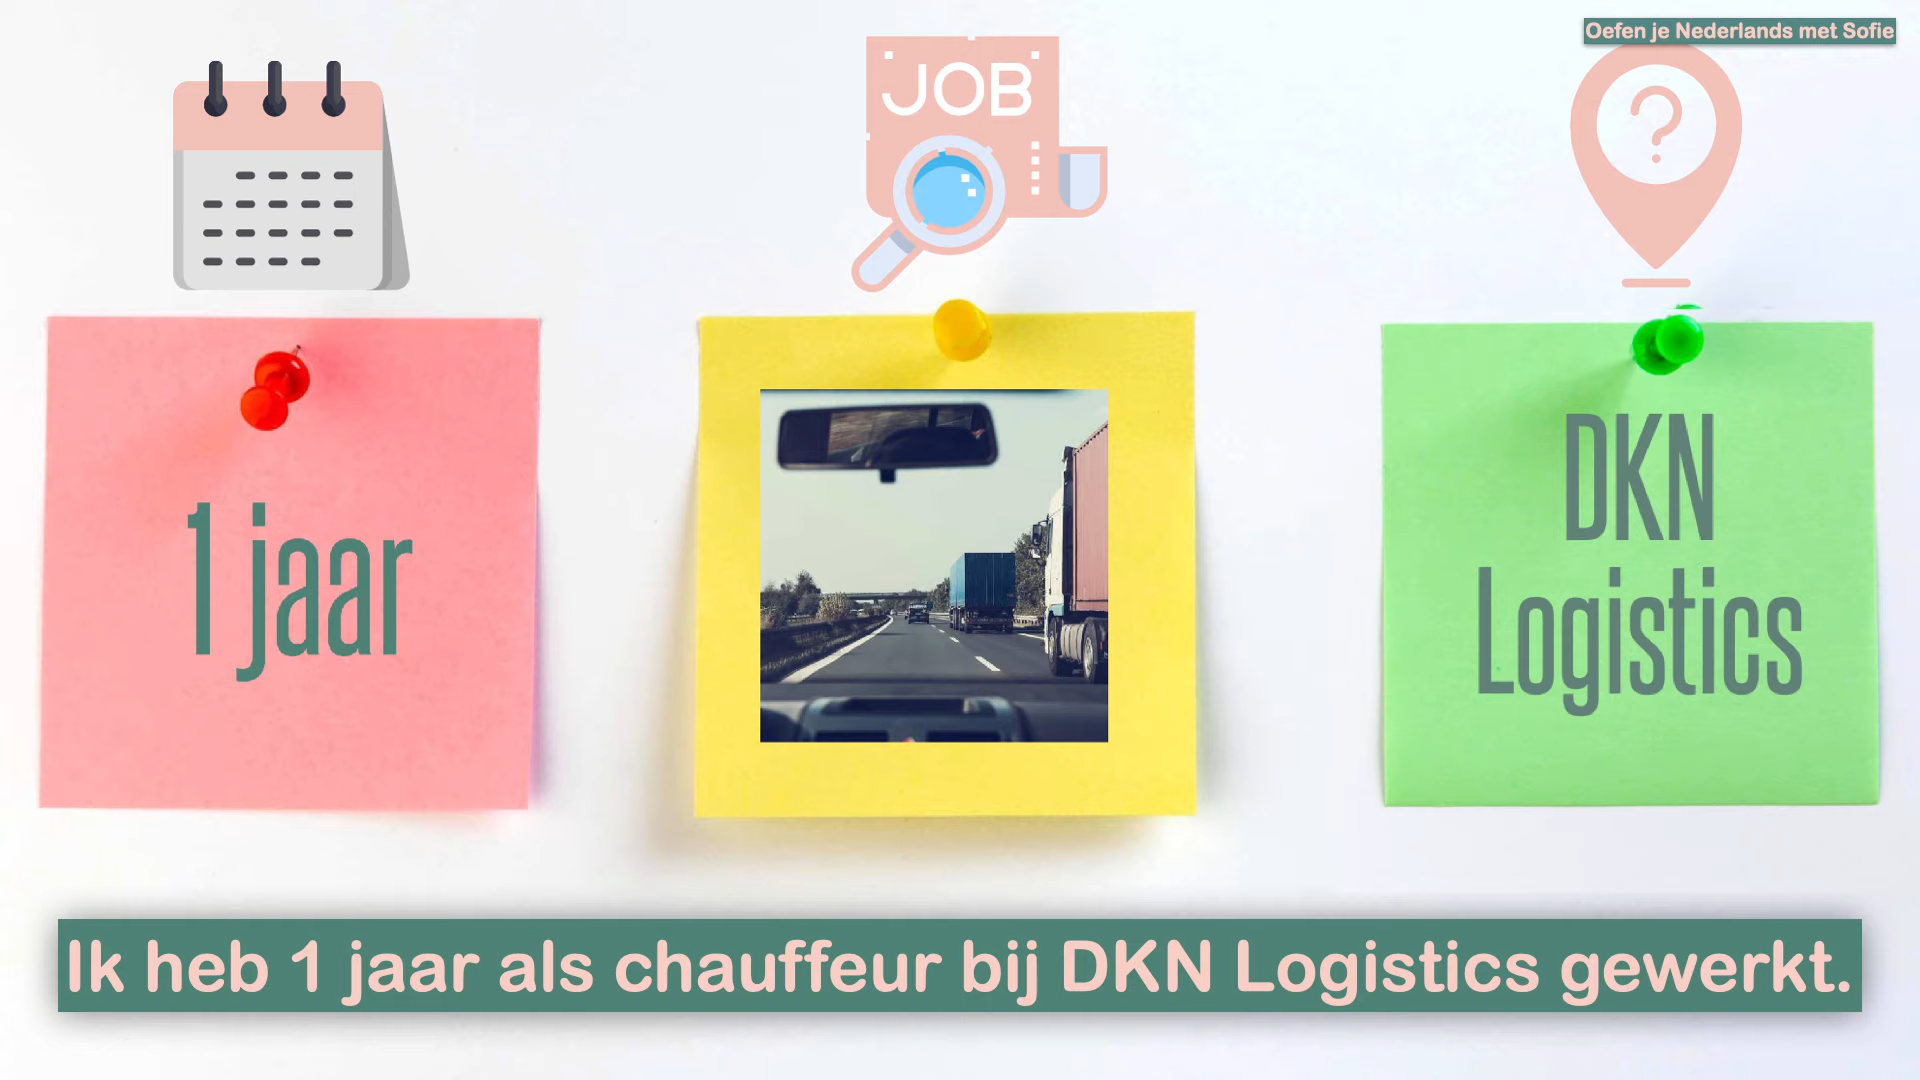 Oefen je Nederlands met Sofie
JOB
?
1 jaar
DKN
Logistics
Ik heb 1 jaar als chauffeur bij DKN Logistics gewerkt.